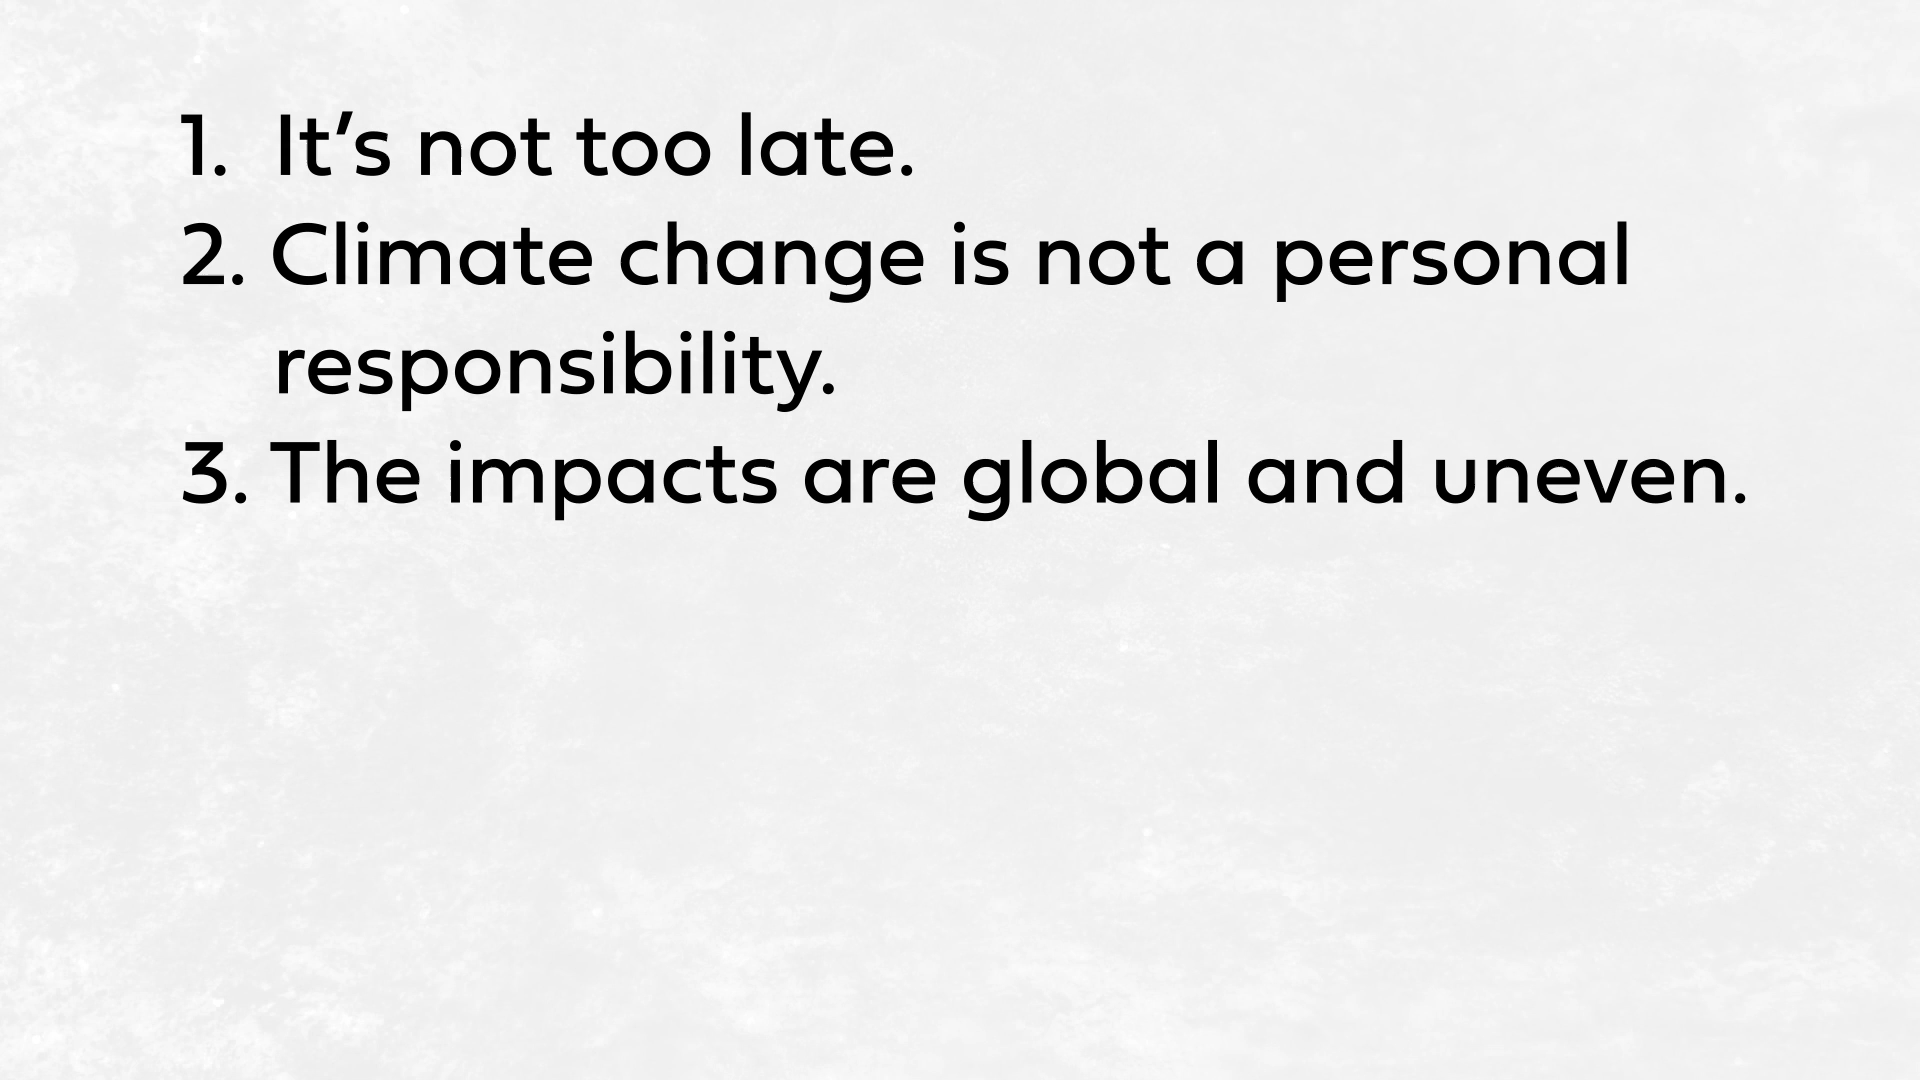 1. It’s not too late.
2. Climate change is not a personal
responsibility.
3. The impacts are global and uneven.